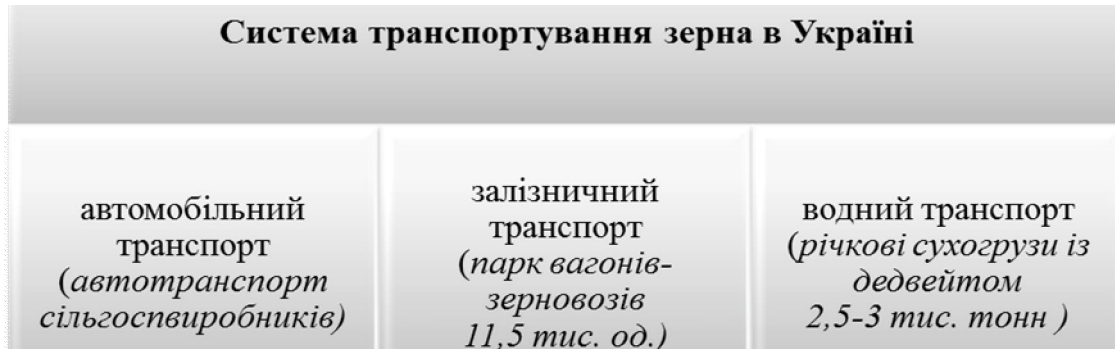 Система транспортування зерна в Україні
автомобільний
транспорт
(автотранспорт
сільгоспвиробників)
залізничний
транспорт
(парк вагонів-
зерновозів
11,5 тис. од.)
водний транспорт
(річкові сухогрузи із
дедвейтом
2,5-3 тис. тонн )